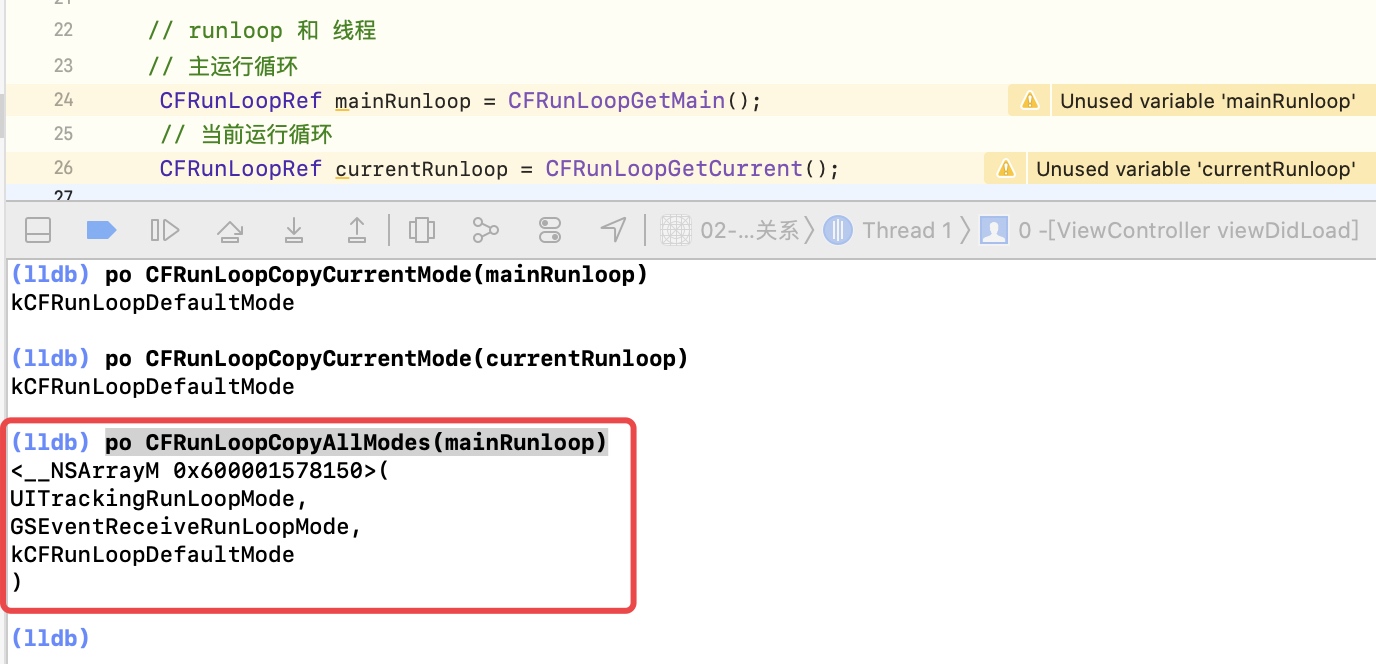 21
22 // runloop 和 线程
23 // 主运行循环
24 CFRunLoopRef mainRunloop = CFRunLoopGetMain(); Unused variable 'mainRunloop'
25 // 当前运行循环
26 CFRunLoopRef currentRunloop = CFRunLoopGetCurrent(); Unused variable 'currentRunloop'
27
02-...关系 Thread 1 0 -[ViewController viewDidLoad]
(lldb) po CFRunLoopCopyCurrentMode(mainRunloop)
kCFRunLoopDefaultMode
(lldb) po CFRunLoopCopyCurrentMode(currentRunloop)
kCFRunLoopDefaultMode
(lldb) po CFRunLoopCopyAllModes(mainRunloop)
<__NSArrayM 0x600001578150>(
UITrackingRunLoopMode,
GSEventReceiveRunLoopMode,
kCFRunLoopDefaultMode
)
(lldb)